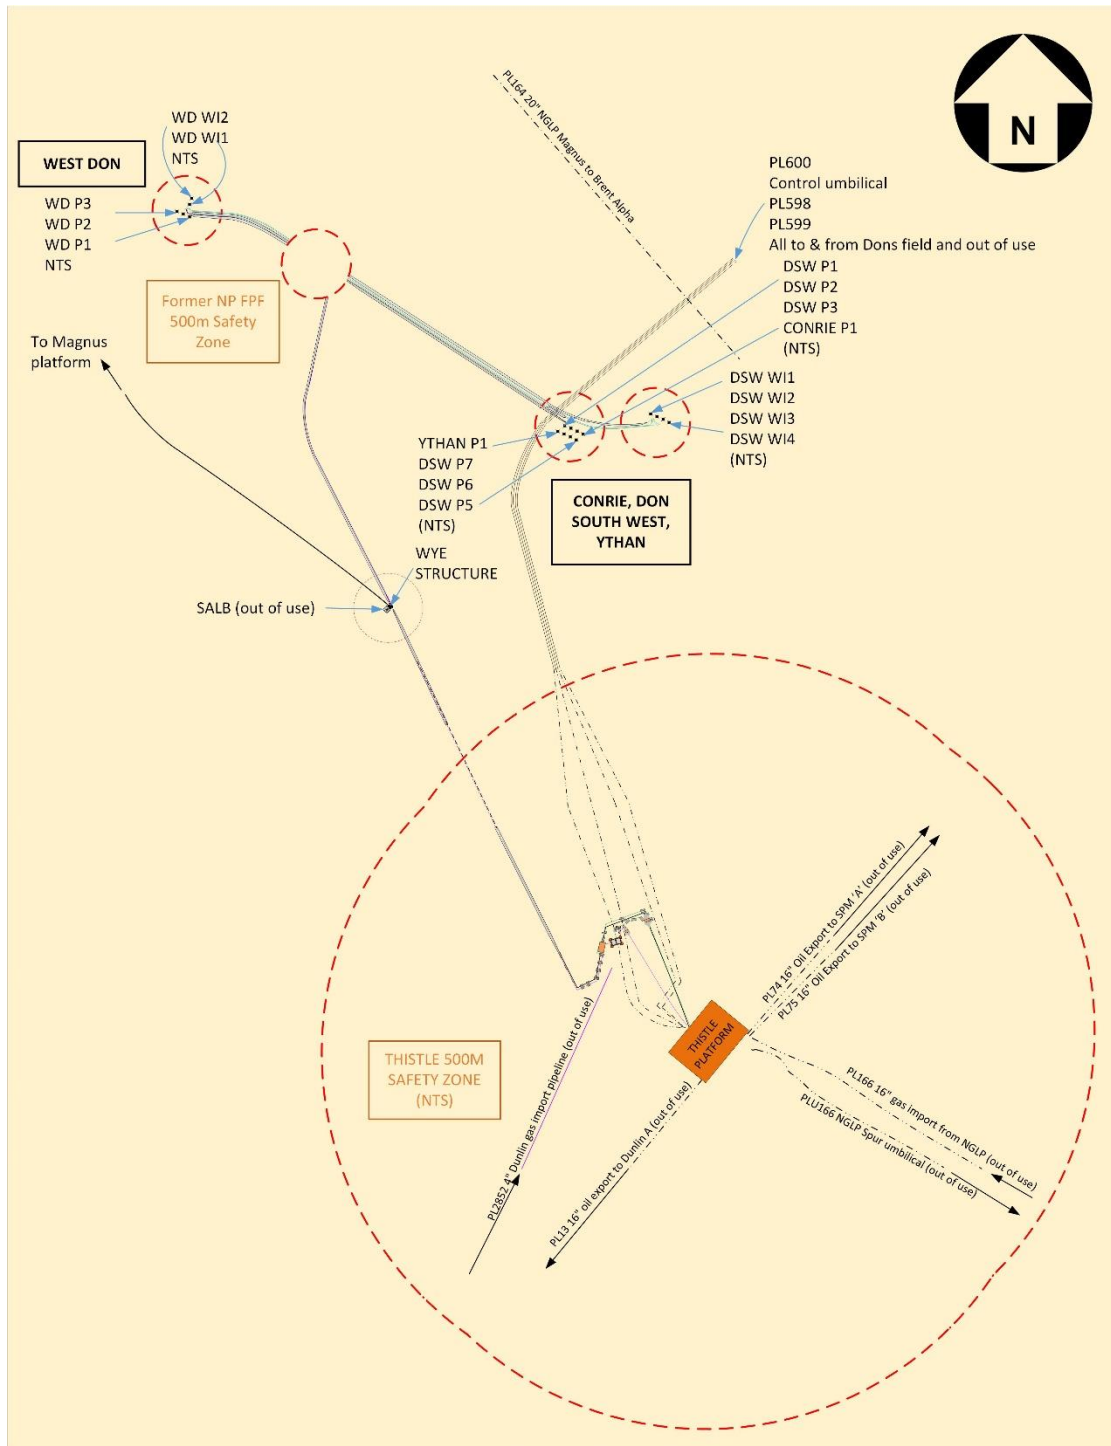 N
PL164 20" NGLP Magnus to Brent Alpha
WD WI2
WD WI1
NTS
WEST DON
WD P3
WD P2
WD P1
NTS
PL600
Control umbilical
PL598
PL599
All to & from Dons field and out of use
DSW P1
DSW P2
DSW P3
CONRIE P1
(NTS)
Former NP FPF
500m Safety
Zone
To Magnus
platform
DSW WI1
DSW WI2
DSW WI3
DSW WI4
(NTS)
YTHAN P1
DSW P7
DSW P6
DSW P5
(NTS)
CONRIE, DON
SOUTH WEST,
YTHAN
WYE
STRUCTURE
SALB (out of use)
PL74 16" Oil Export to SPM ‘A’ (out of use)
PL75 16" Oil Export to SPM ‘B’ (out of use)
THISTLE
PLATFORM
THISTLE 500M
SAFETY ZONE
(NTS)
PL2852 4" Dunlin gas import pipeline (out of use)
PL13 16" oil export to Dunlin A (out of use)
PL166 16" gas import from NGLP (out of use)
PLU166 NGLP Spur umbilical (out of use)